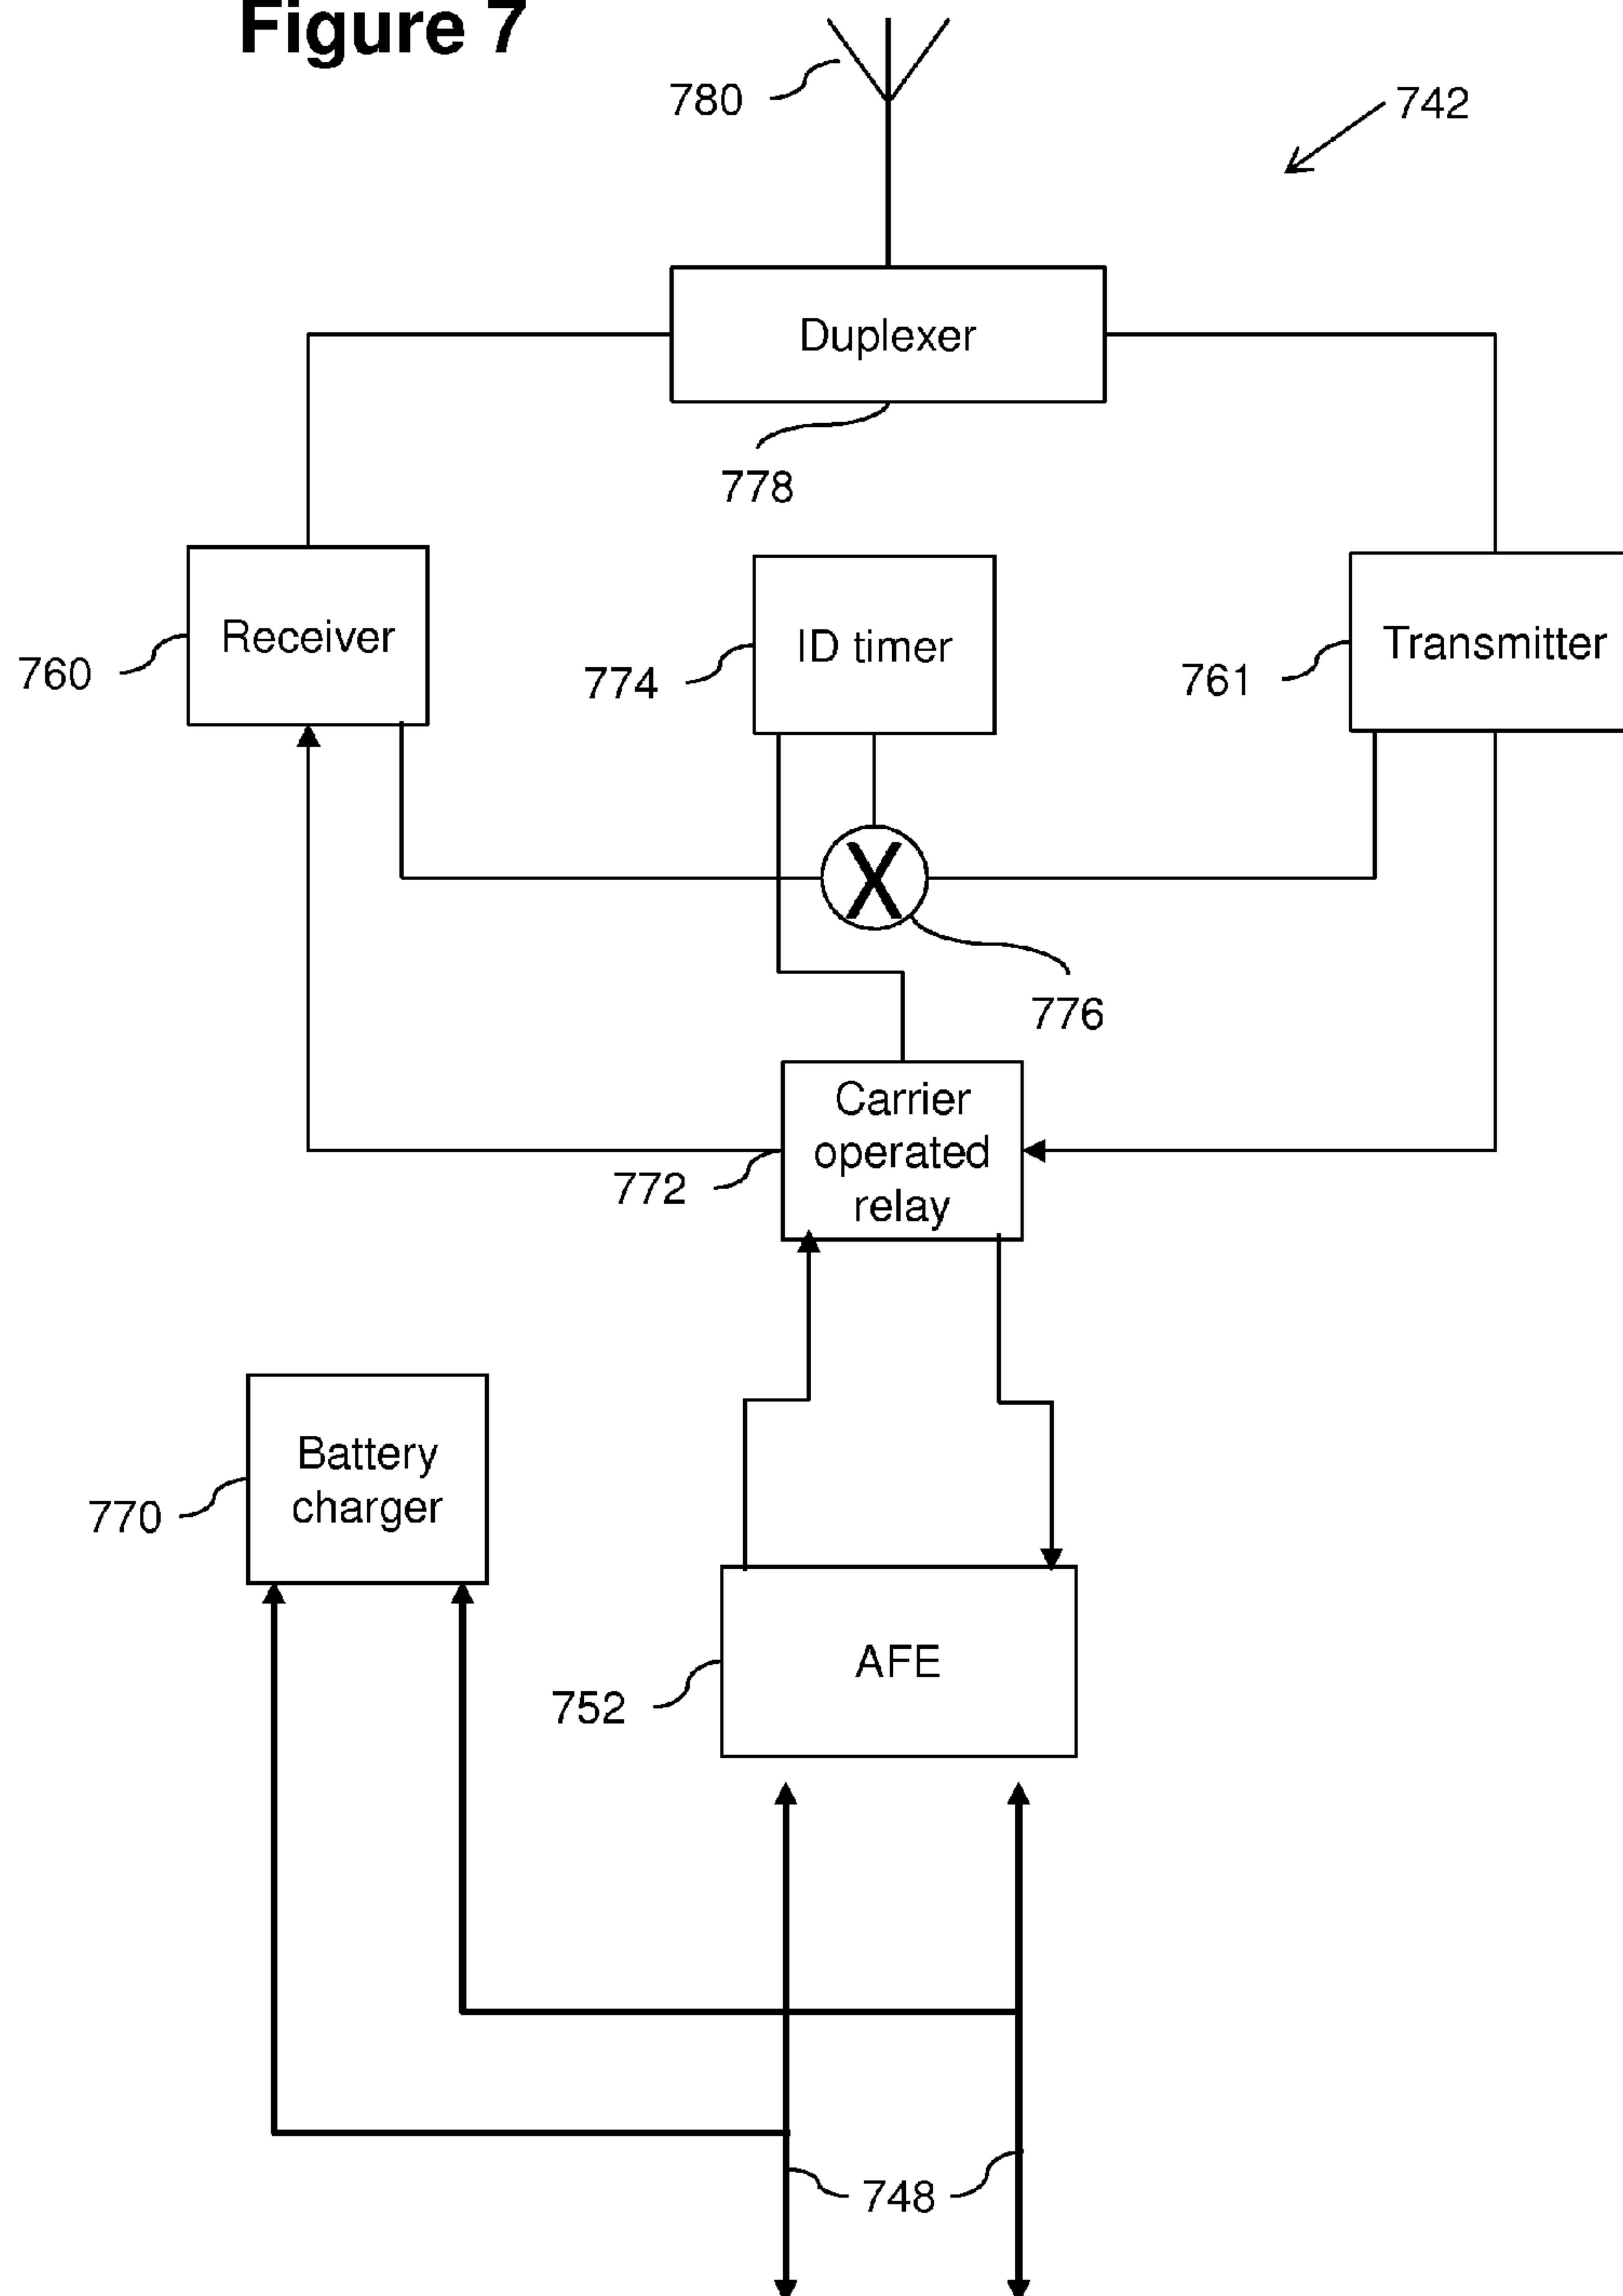 Figure 7
780
742
Duplexer
778
Receiver
ID timer
Transmitter
760
774
761
X
776
Carrier
operated
relay
772
Battery
charger
770
AFE
752
748